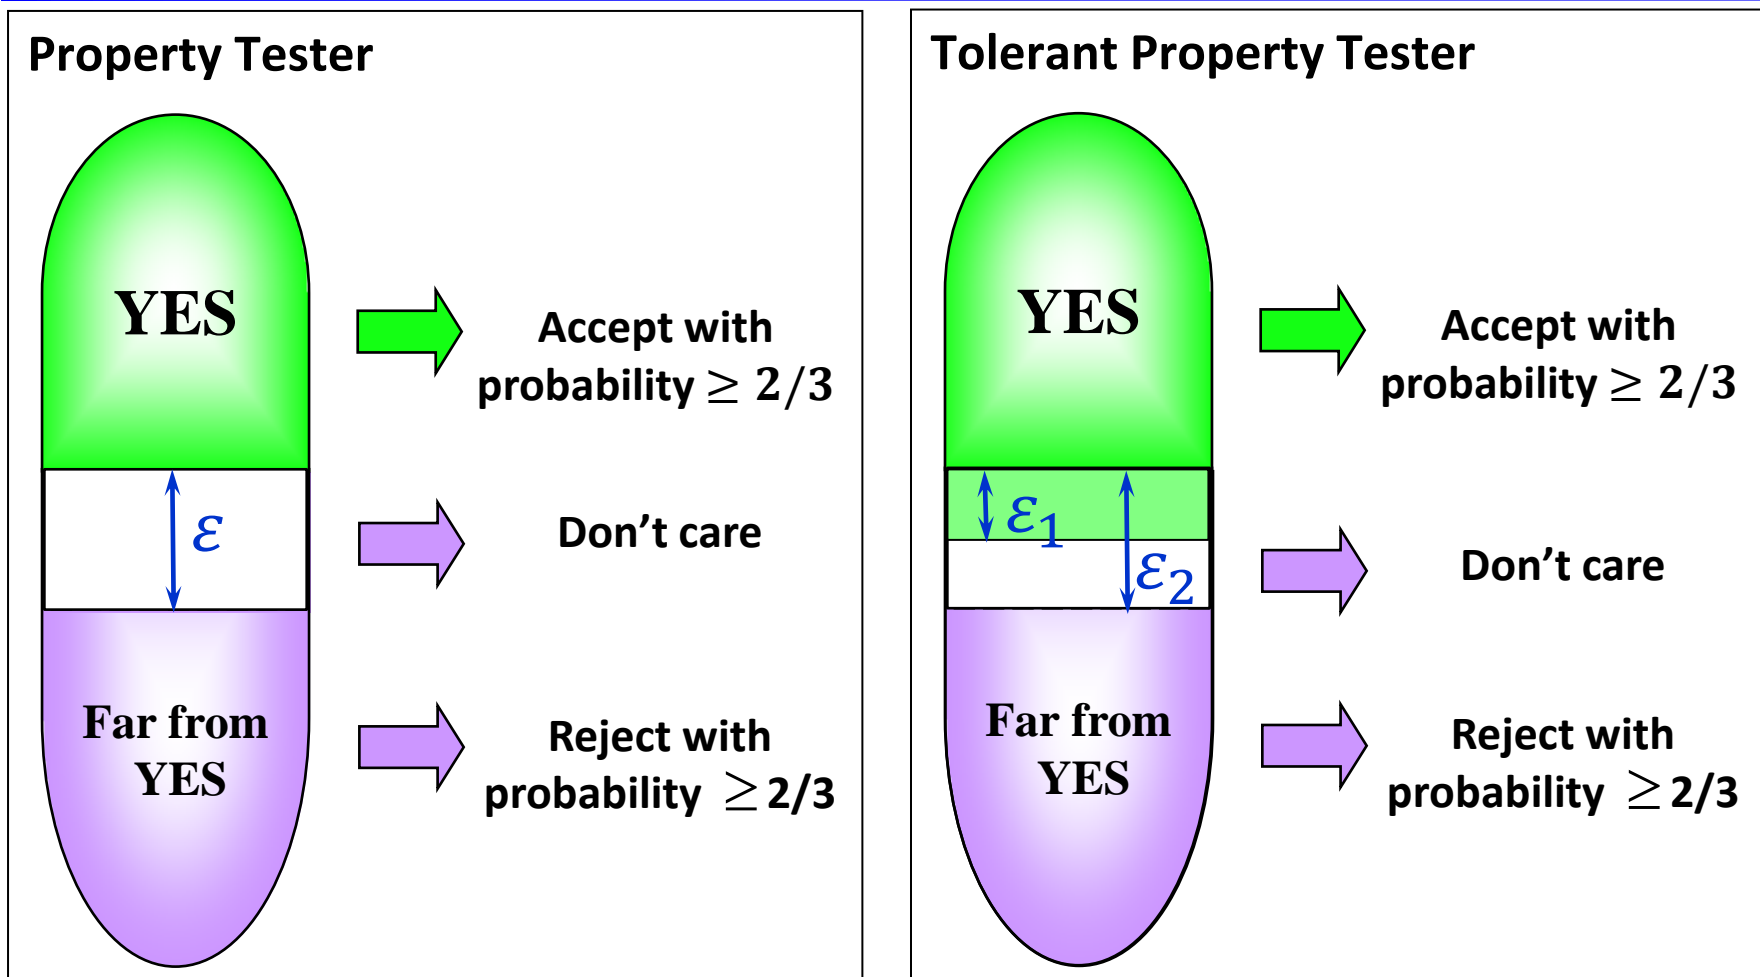 Property Tester
YES
Accept with
probability ≥ 2/3
ε
Don’t care
Far from
YES
Reject with
probability ≥ 2/3
Tolerant Property Tester
YES
Accept with
probability ≥ 2/3
ε1
ε2
Don’t care
Far from
YES
Reject with
probability ≥ 2/3